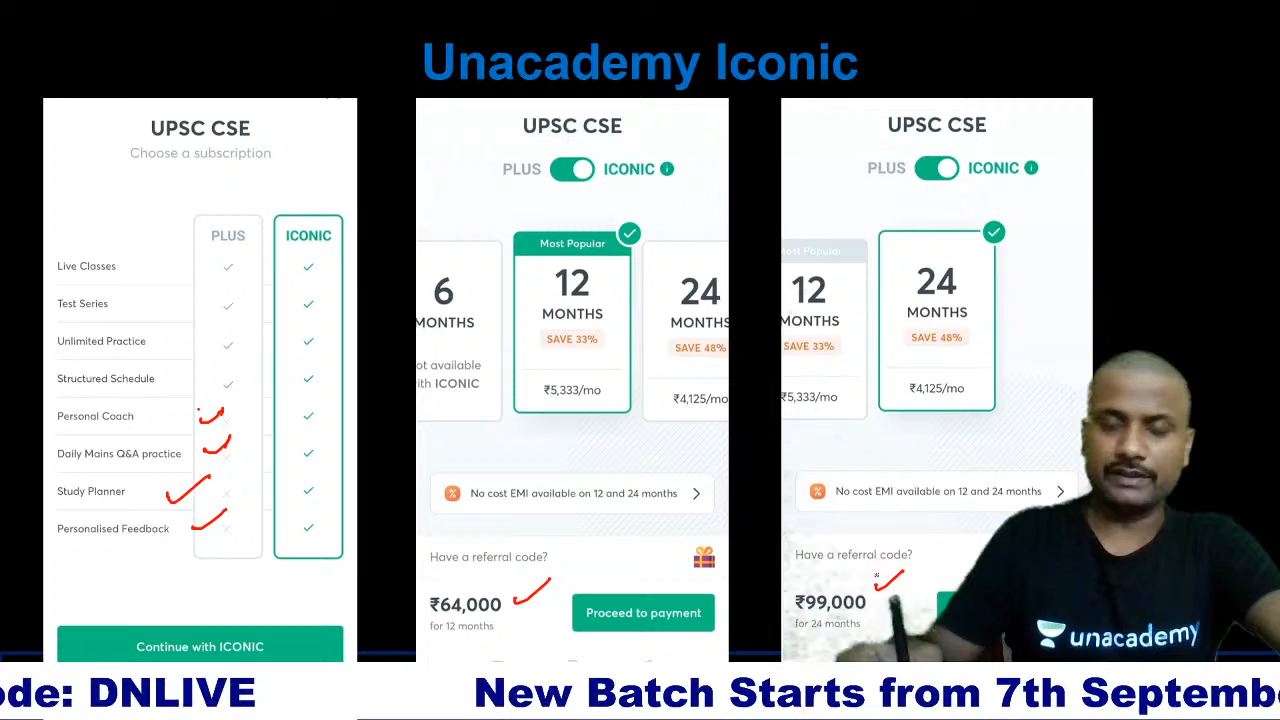 Unacademy Iconic
UPSC CSE
Choose a subscription
PLUS
ICONIC
Live Classes
Test Series
Unlimited Practice
Structured Schedule
Personal Coach
Daily Mains Q&A practice
Study Planner
Personalised Feedback
Continue with ICONIC
UPSC CSE
PLUS ICONIC
6
MONTHS
ot available
ith ICONIC
Most Popular
12
MONTHS
SAVE 33%
₹5,333/mo
24
MONTHS
SAVE 48%
₹4,125/mo
No cost EMI available on 12 and 24 months
Have a referral code?
₹64,000
for 12 months
Proceed to payment
UPSC CSE
PLUS ICONIC
ost Popular
12
MONTHS
SAVE 33%
₹5,333/mo
24
MONTHS
SAVE 48%
₹4,125/mo
No cost EMI available on 12 and 24 months
Have a referral code?
₹99,000
for 24 months
unacademy
ode: DNLIVE New Batch Starts from 7th Septemb